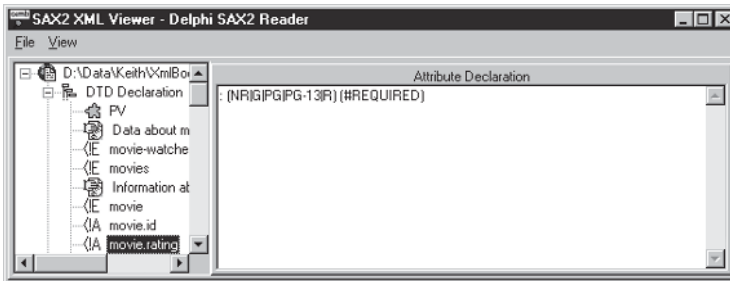 SAX2 XML Viewer - Delphi SAX2 Reader
File View
D:\Data\Keith\XmlBo
DTD Declaration
PV
Data about m
movie-watche
movies
Information at
movie
movie.id
movie.rating
Attribute Declaration
: (NR|G|PG|PG-13|R) (#REQUIRED)